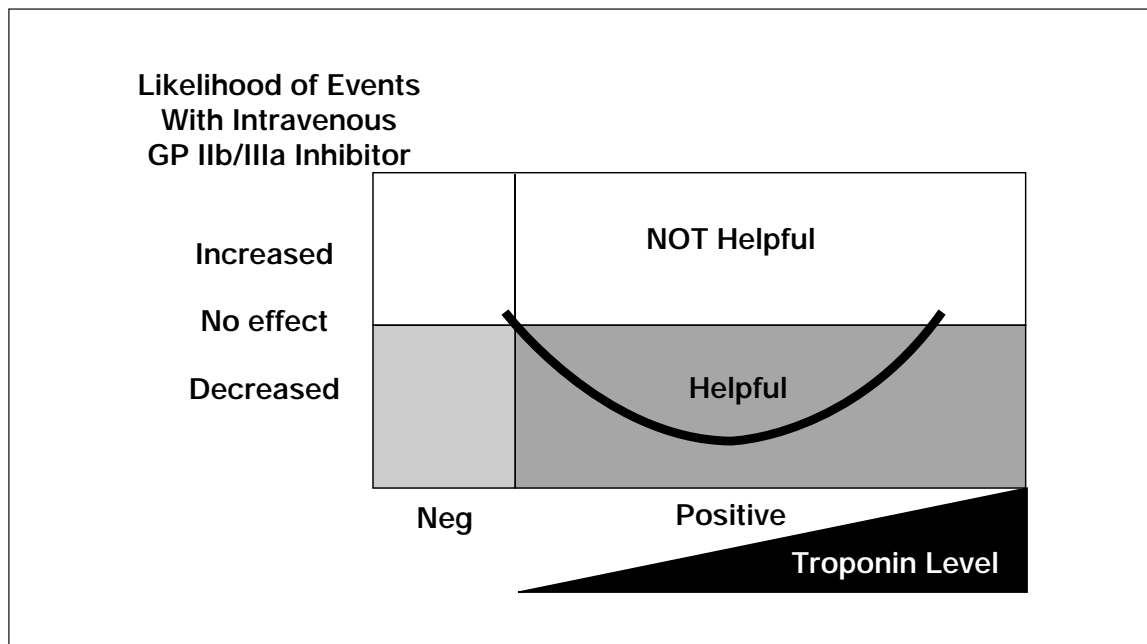 Likelihood of Events
With Intravenous
GP IIb/IIIa Inhibitor
NOT Helpful
Increased
No effect
Decreased
Helpful
Neg
Positive
Troponin Level